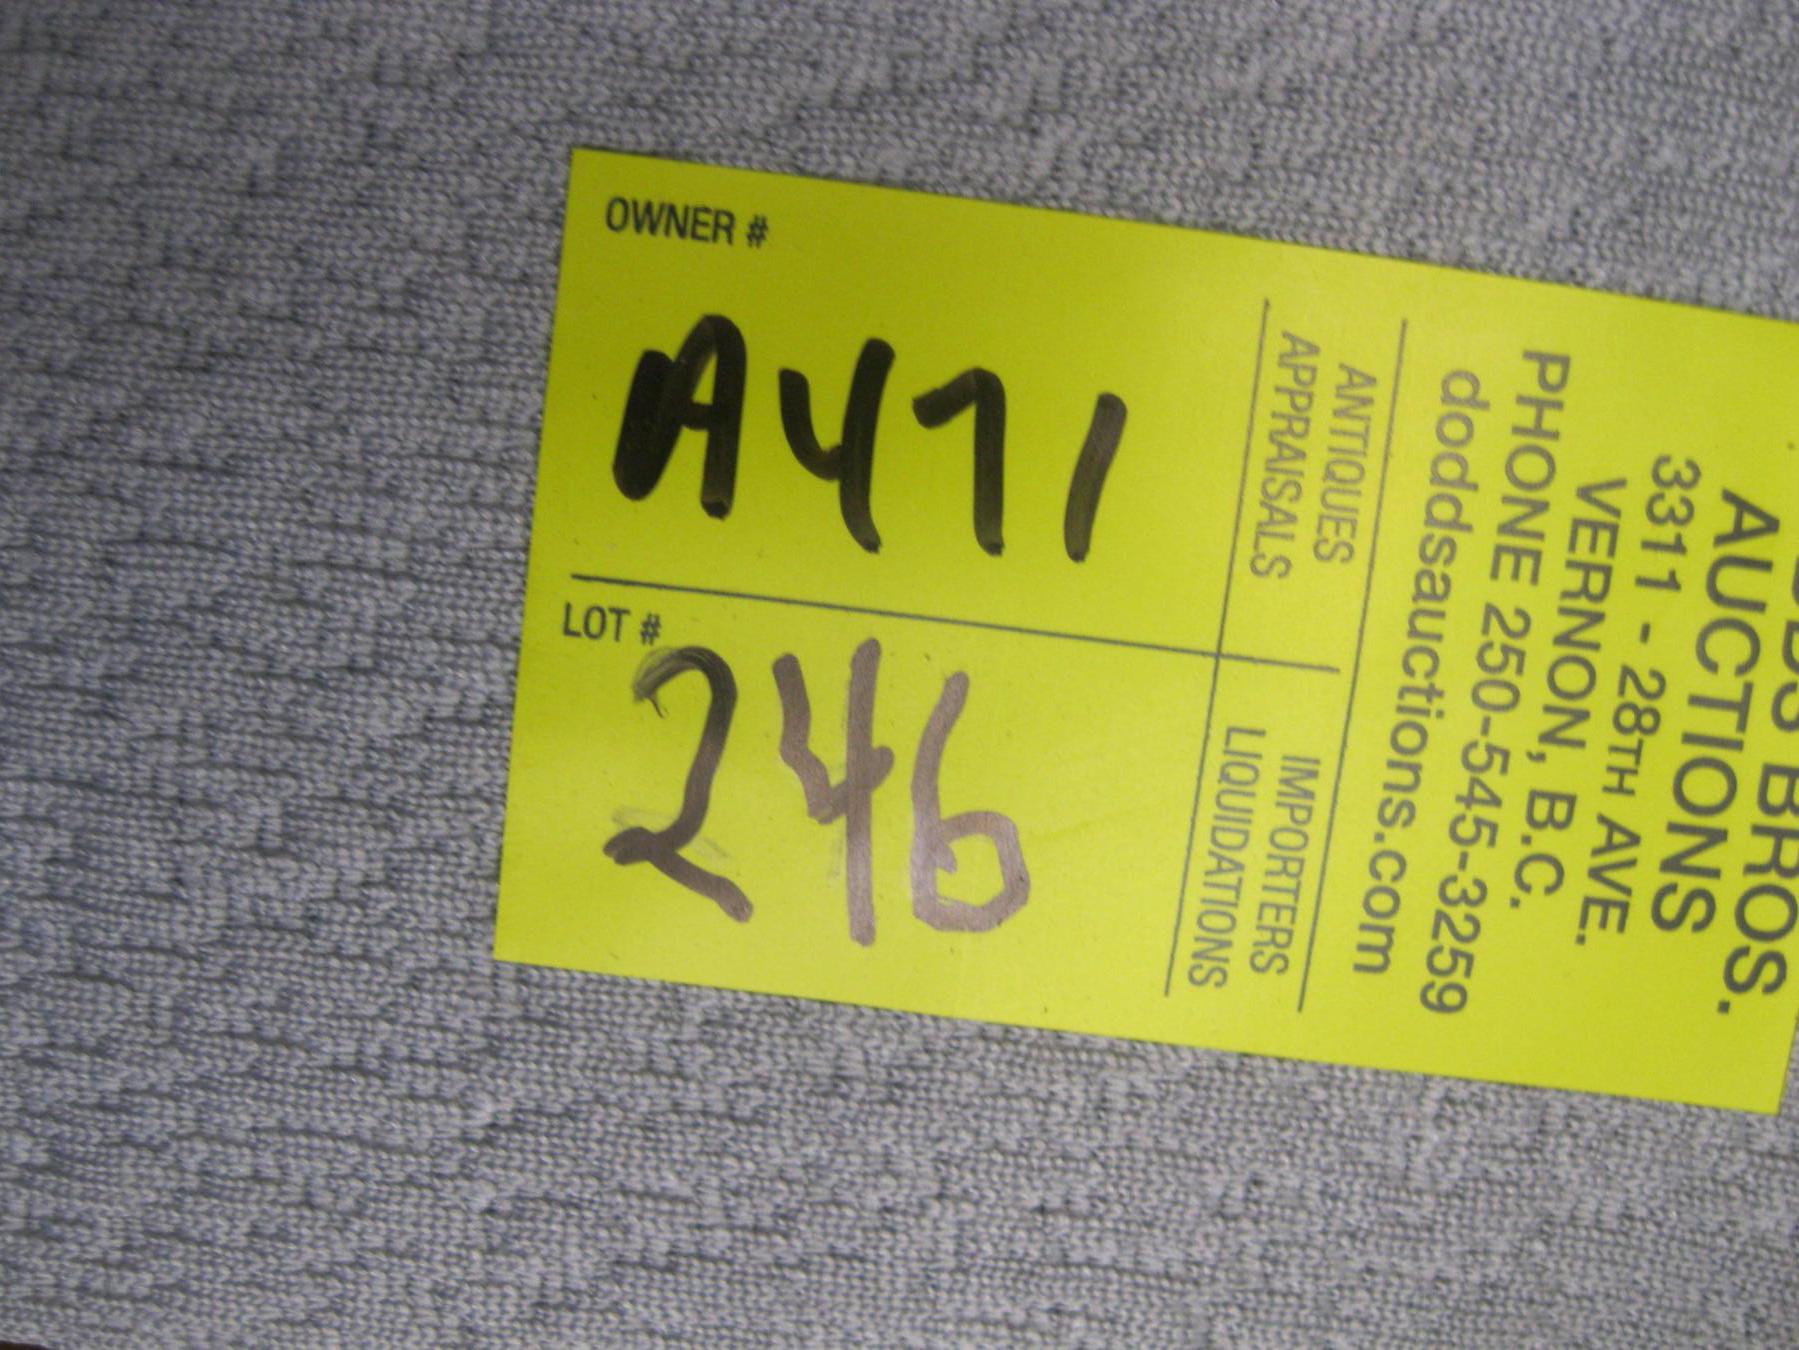 OWNER #
A471
LOT #
246
BROS.
AUCTIONS
3311 - 28TH AVE.
VERNON, B.C.
PHONE 250-545-3259
doddsauctions.com
ANTIQUES
APPRAISALS
IMPORTERS
LIQUIDATIONS